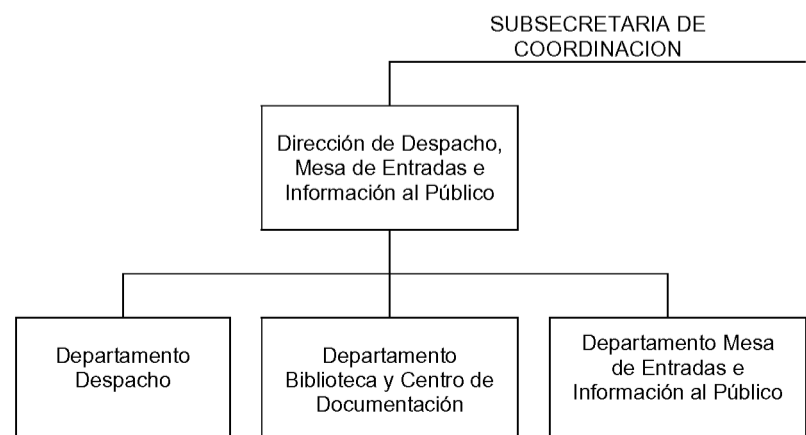 SUBSECRETARIA DE
COORDINACION
Dirección de Despacho,
Mesa de Entradas e
Información al Público
Departamento
Despacho
Departamento
Biblioteca y Centro de
Documentación
Departamento Mesa
de Entradas e
Información al Público